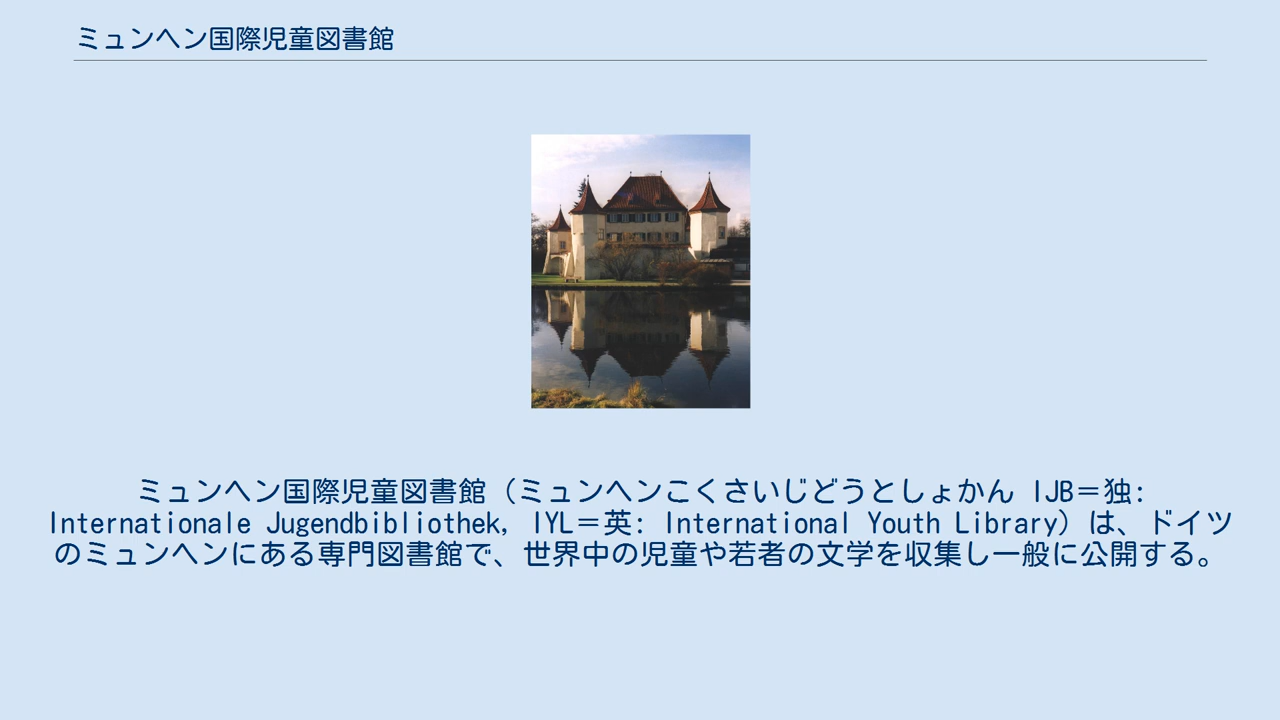 ミュンヘン国際児童図書館
ミュンヘン国際児童図書館（ミュンヘンこくさいじどうとしょかん IJB＝独:
Internationale Jugendbibliothek, IYL＝英: International Youth Library）は、ドイツ
のミュンヘンにある専門図書館で、世界中の児童や若者の文学を収集し一般に公開する。